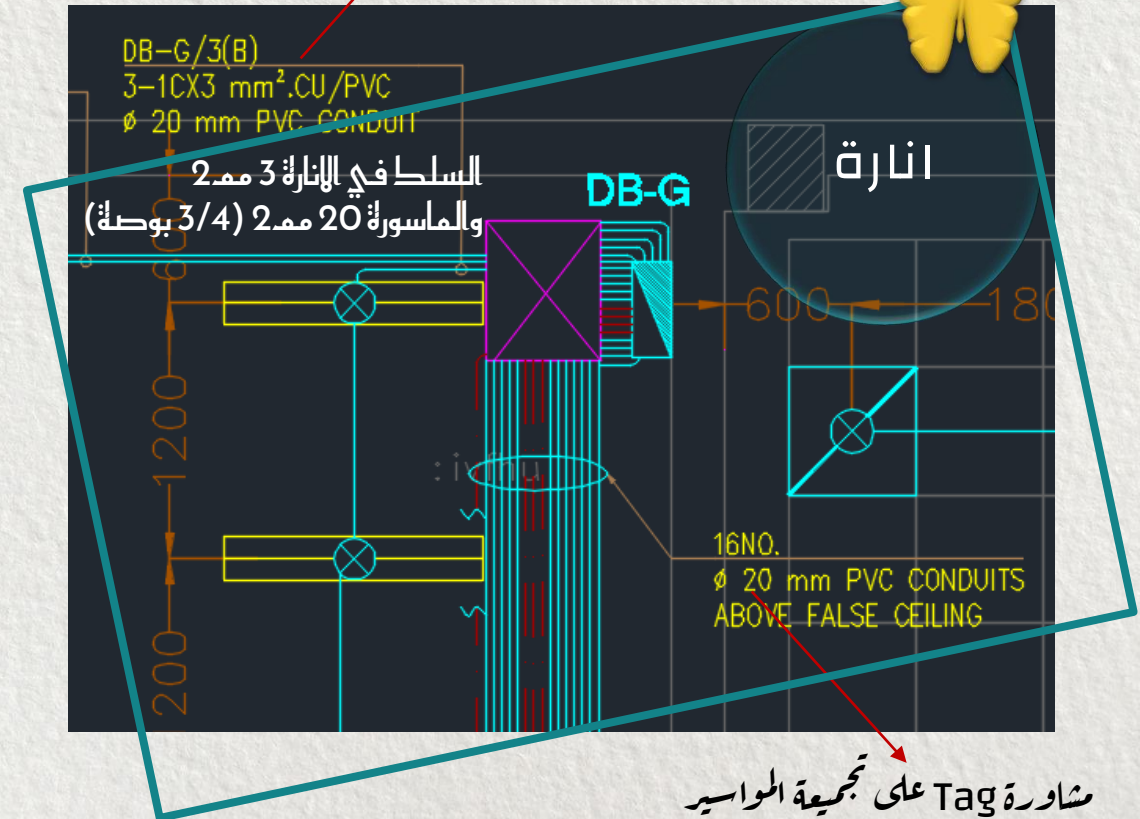 DB-G/3(B)
3-1CX3 mm².CU/PVC
ø 20 mm PVC CONDUIT
انارة
السلك في الانارة 3 مم2
والماسورة 20 مم2 (3/4 بوصة)
DB-G
600
600
180
1200
: ivfhu
16NO.
ø 20 mm PVC CONDUITS
ABOVE FALSE CEILING
200
مشاورة Tag على تجميعة المواسير